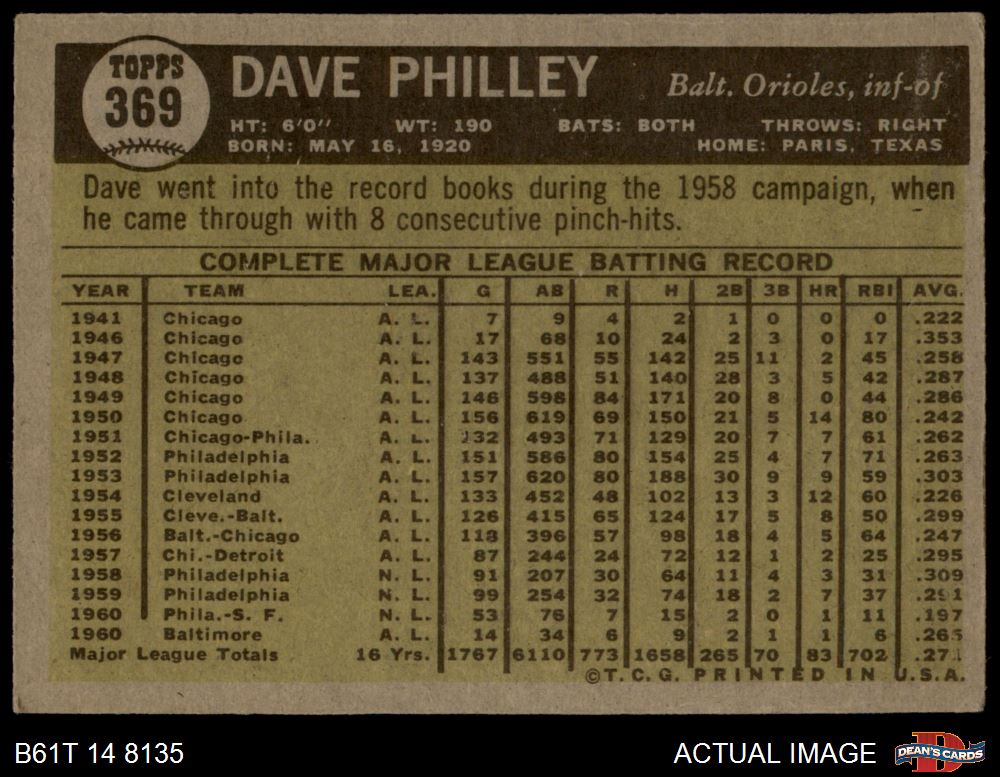 TOPPS
369
DAVE PHILLEY
Balt. Orioles, inf-of
HT: 6'0" WT: 190 BATS: BOTH THROWS: RIGHT
BORN: MAY 16, 1920 HOME: PARIS, TEXAS
Dave went into the record books during the 1958 campaign, when
he came through with 8 consecutive pinch-hits.
COMPLETE MAJOR LEAGUE BATTING RECORD
YEAR TEAM LEA. G AB R H 2B 3B HR RBI AVG.
1941 Chicago A. L. 7 9 4 2 1 0 0 0 .222
1946 Chicago A. L. 17 68 10 24 2 3 0 17 .353
1947 Chicago A. L. 143 551 55 142 25 11 2 45 .258
1948 Chicago A. L. 137 488 51 140 28 3 5 42 .287
1949 Chicago A. L. 146 598 84 171 20 8 0 44 .286
1950 Chicago A. L. 156 619 69 150 21 5 14 80 .242
1951 Chicago-Phila. A. L. 132 493 71 129 20 7 7 61 .262
1952 Philadelphia A. L. 151 586 80 154 25 4 7 71 .263
1953 Philadelphia A. L. 157 620 80 188 30 9 9 59 .303
1954 Cleveland A. L. 133 452 48 102 13 3 12 60 .226
1955 Cleve.-Balt. A. L. 126 415 65 124 17 5 8 50 .299
1956 Balt.-Chicago A. L. 118 396 57 98 18 4 5 64 .247
1957 Chi.-Detroit A. L. 87 244 24 72 12 1 2 25 .295
1958 Philadelphia N. L. 91 207 30 64 11 4 3 31 .309
1959 Philadelphia N. L. 99 254 32 74 18 2 7 37 .291
1960 Phila.-S. F. N. L. 53 76 7 15 2 0 1 11 .197
1960 Baltimore A. L. 14 34 6 9 2 1 1 6 .265
Major League Totals 16 Yrs. 1767 6110 773 1658 265 70 83 702 .271
©T. C. G. PRINTED IN U.S.A.
B61T 14 8135
ACTUAL IMAGE
D
DEAN'S CARDS